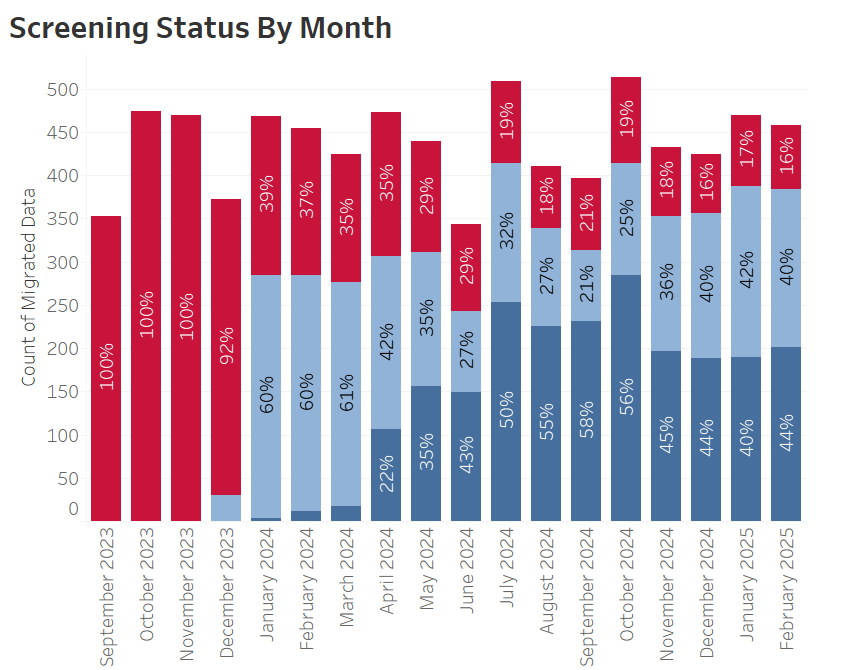 Screening Status By Month
Count of Migrated Data
500
450
400
350
300
250
200
150
100
50
0
100%
100%
100%
92%
39%
60%
37%
60%
35%
61%
35%
42%
22%
29%
35%
35%
29%
27%
43%
19%
32%
50%
18%
27%
55%
21%
21%
58%
19%
25%
56%
18%
36%
45%
16%
40%
44%
17%
42%
40%
16%
40%
44%
September 2023
October 2023
November 2023
December 2023
January 2024
February 2024
March 2024
April 2024
May 2024
June 2024
July 2024
August 2024
September 2024
October 2024
November 2024
December 2024
January 2025
February 2025